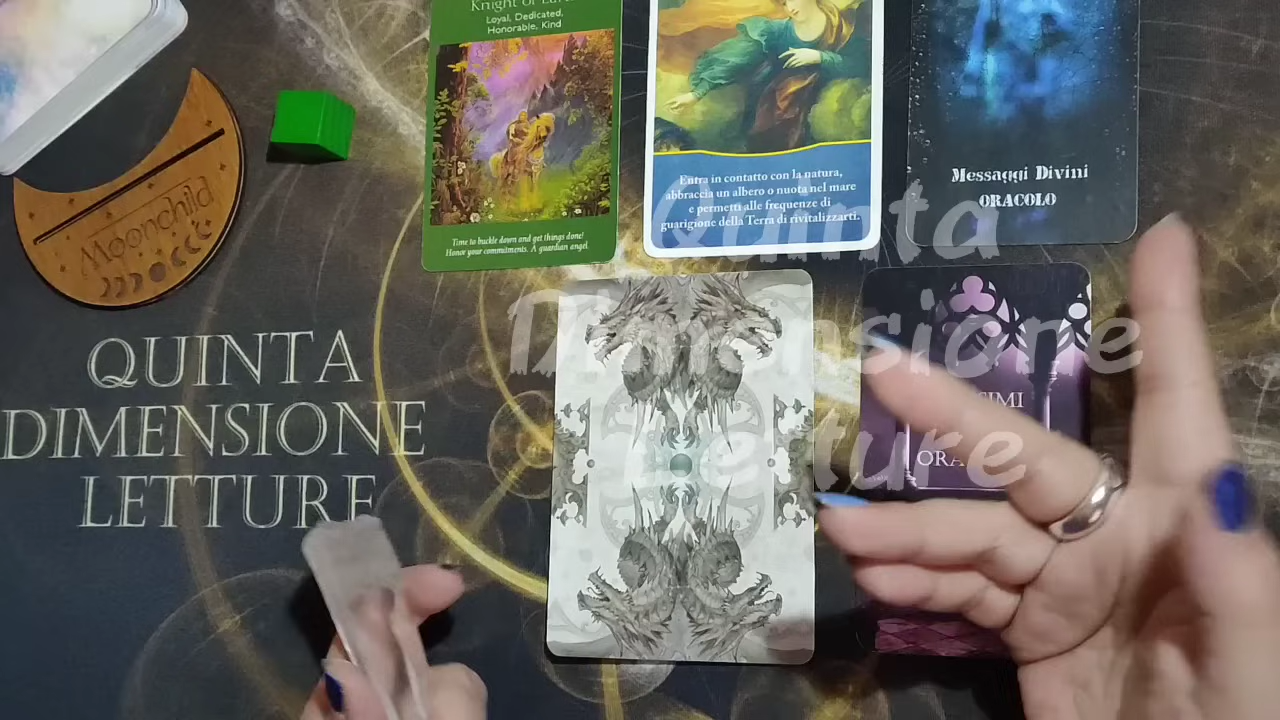 Knight of Earth
Loyal, Dedicated,
Honorable, Kind
Time to buckle down and get things done!
Honor your commitments. A guardian angel
Entra in contatto con la natura,
abbraccia un albero o nuota nel mare
e permetti alle frequenze di
guarigione della Terra di rivitalizzarti.
Messaggi Divini
ORACOLO
Moonchild
QUINTA
DIMENSIONE
LETTURE
Quinta
Dimensione
Letture